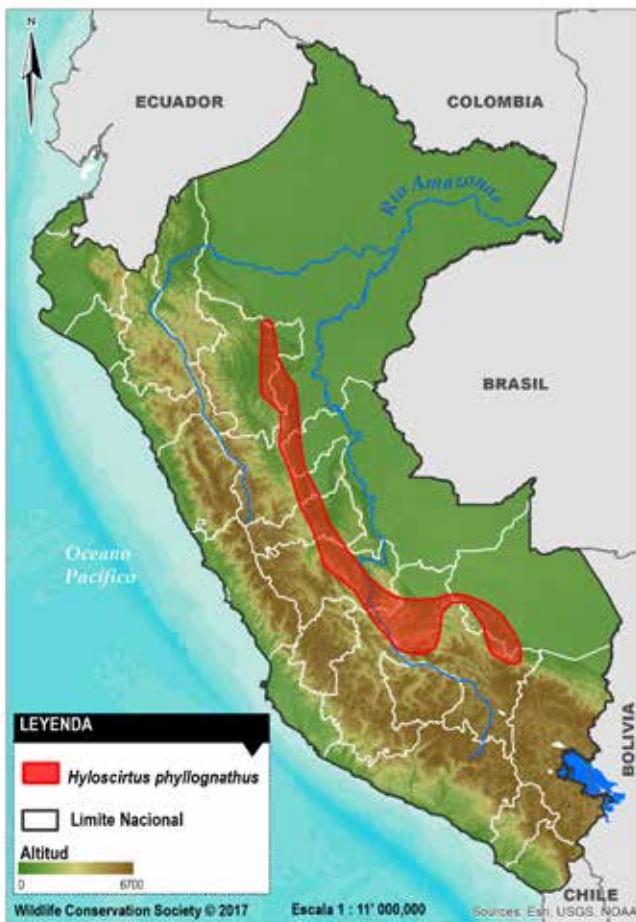 N
ECUADOR
COLOMBIA
Río Amazonas
BRASIL
Oceano
Pacífico
LEYENDA
Hyloscirtus phyllognathus
Limite Nacional
Altitud
0 6700
BOLIVIA
CHILE
Wildlife Conservation Society © 2017 Escala 1 : 11' 000,000 Sources: Esri, USGS, NOAA